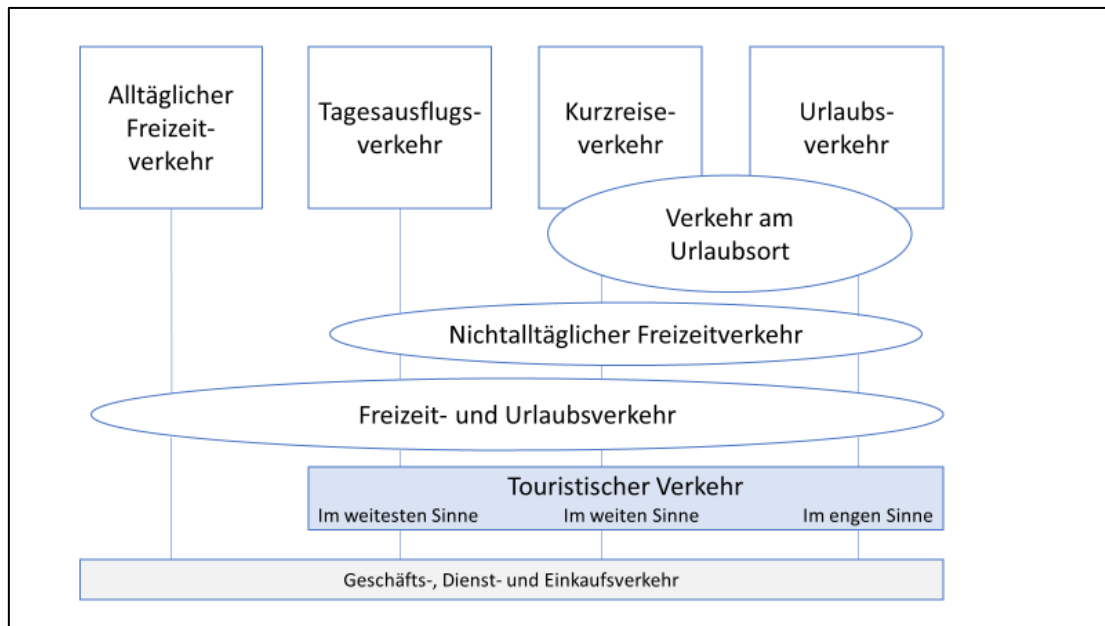 Alltäglicher
Freizeit-
verkehr
Tagesausflugs-
verkehr
Kurzreise-
verkehr
Urlaubs-
verkehr
Verkehr am
Urlaubsort
Nichtalltäglicher Freizeitverkehr
Freizeit- und Urlaubsverkehr
Touristischer Verkehr
Im weitesten Sinne
Im weiten Sinne
Im engen Sinne
Geschäfts-, Dienst- und Einkaufsverkehr